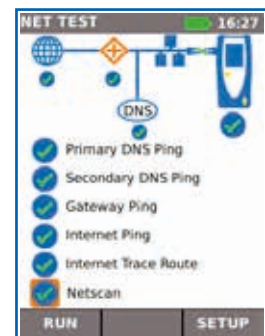 NET TEST 16:27
DNS
Primary DNS Ping
Secondary DNS Ping
Gateway Ping
Internet Ping
Internet Trace Route
Netscan
RUN SETUP